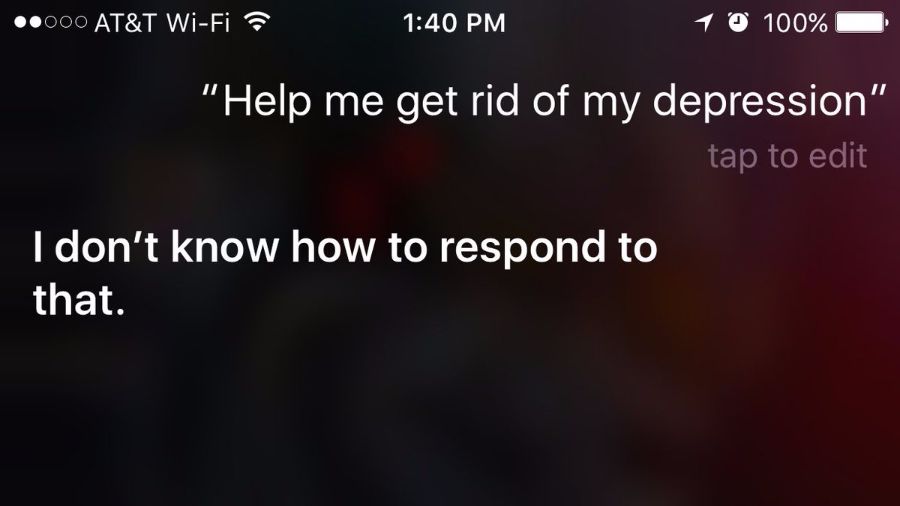 AT&T Wi-Fi 1:40 PM 100%
“Help me get rid of my depression”
tap to edit
I don’t know how to respond to
that.